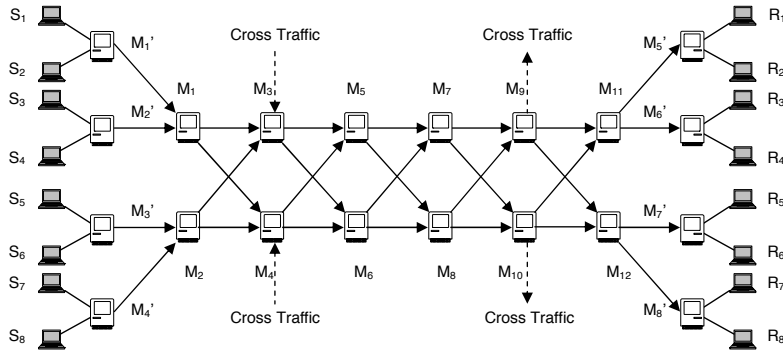 S1
R1
Cross Traffic
Cross Traffic
M1'
M5'
S2
R2
M1
M3
M5
M7
M9
M11
S3
R3
M2'
M6'
S4
R4
S5
R5
M3'
M7'
S6
R6
M2
M4
M6
M8
M10
M12
S7
R7
M4'
M8'
Cross Traffic
Cross Traffic
S8
R8